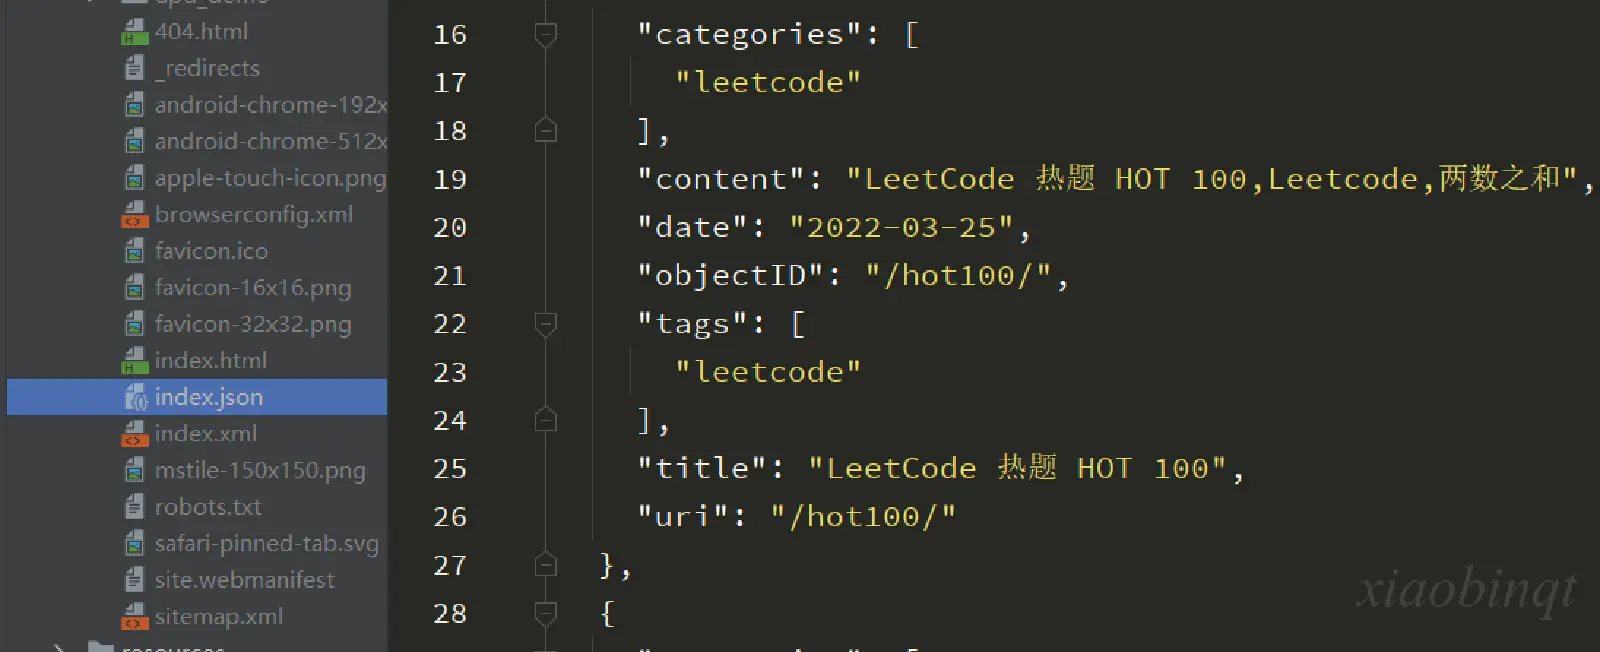 404.html
_redirects
android-chrome-192x
android-chrome-512x
apple-touch-icon.png
browserconfig.xml
favicon.ico
favicon-16x16.png
favicon-32x32.png
index.html
index.json
index.xml
mstile-150x150.png
robots.txt
safari-pinned-tab.svg
site.webmanifest
sitemap.xml
16 "categories": [
17 "leetcode"
18 ],
19 "content": "LeetCode 热题 HOT 100,Leetcode,两数之和",
20 "date": "2022-03-25",
21 "objectID": "/hot100/",
22 "tags": [
23 "leetcode"
24 ],
25 "title": "LeetCode 热题 HOT 100",
26 "uri": "/hot100/"
27 },
28 {
xiaobinqt